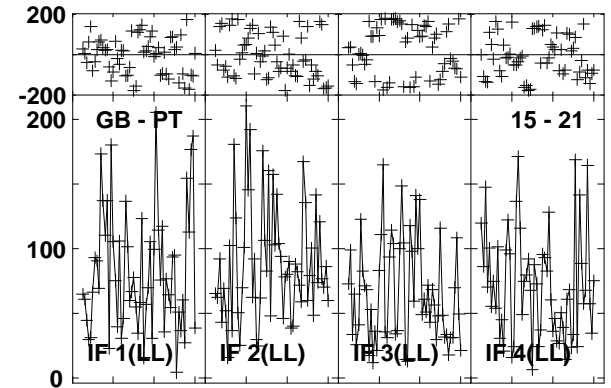 200
-200
200
GB - PT
15 - 21
100
IF 1(LL)
IF 2(LL)
IF 3(LL)
IF 4(LL)
0